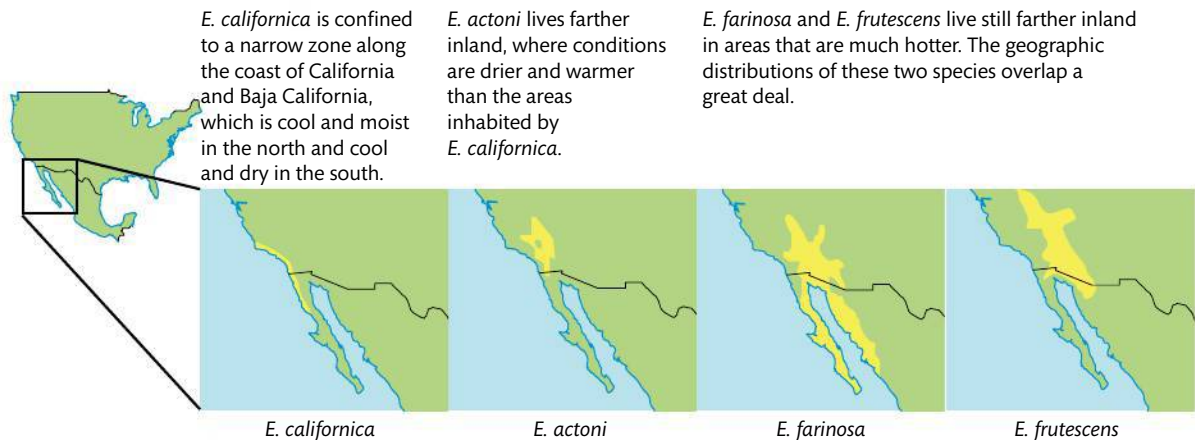 E. californica is confined
to a narrow zone along
the coast of California
and Baja California,
which is cool and moist
in the north and cool
and dry in the south.
E. actoni lives farther
inland, where conditions
are drier and warmer
than the areas
inhabited by
E. californica.
E. farinosa and E. frutescens live still farther inland
in areas that are much hotter. The geographic
distributions of these two species overlap a
great deal.
E. californica
E. actoni
E. farinosa
E. frutescens